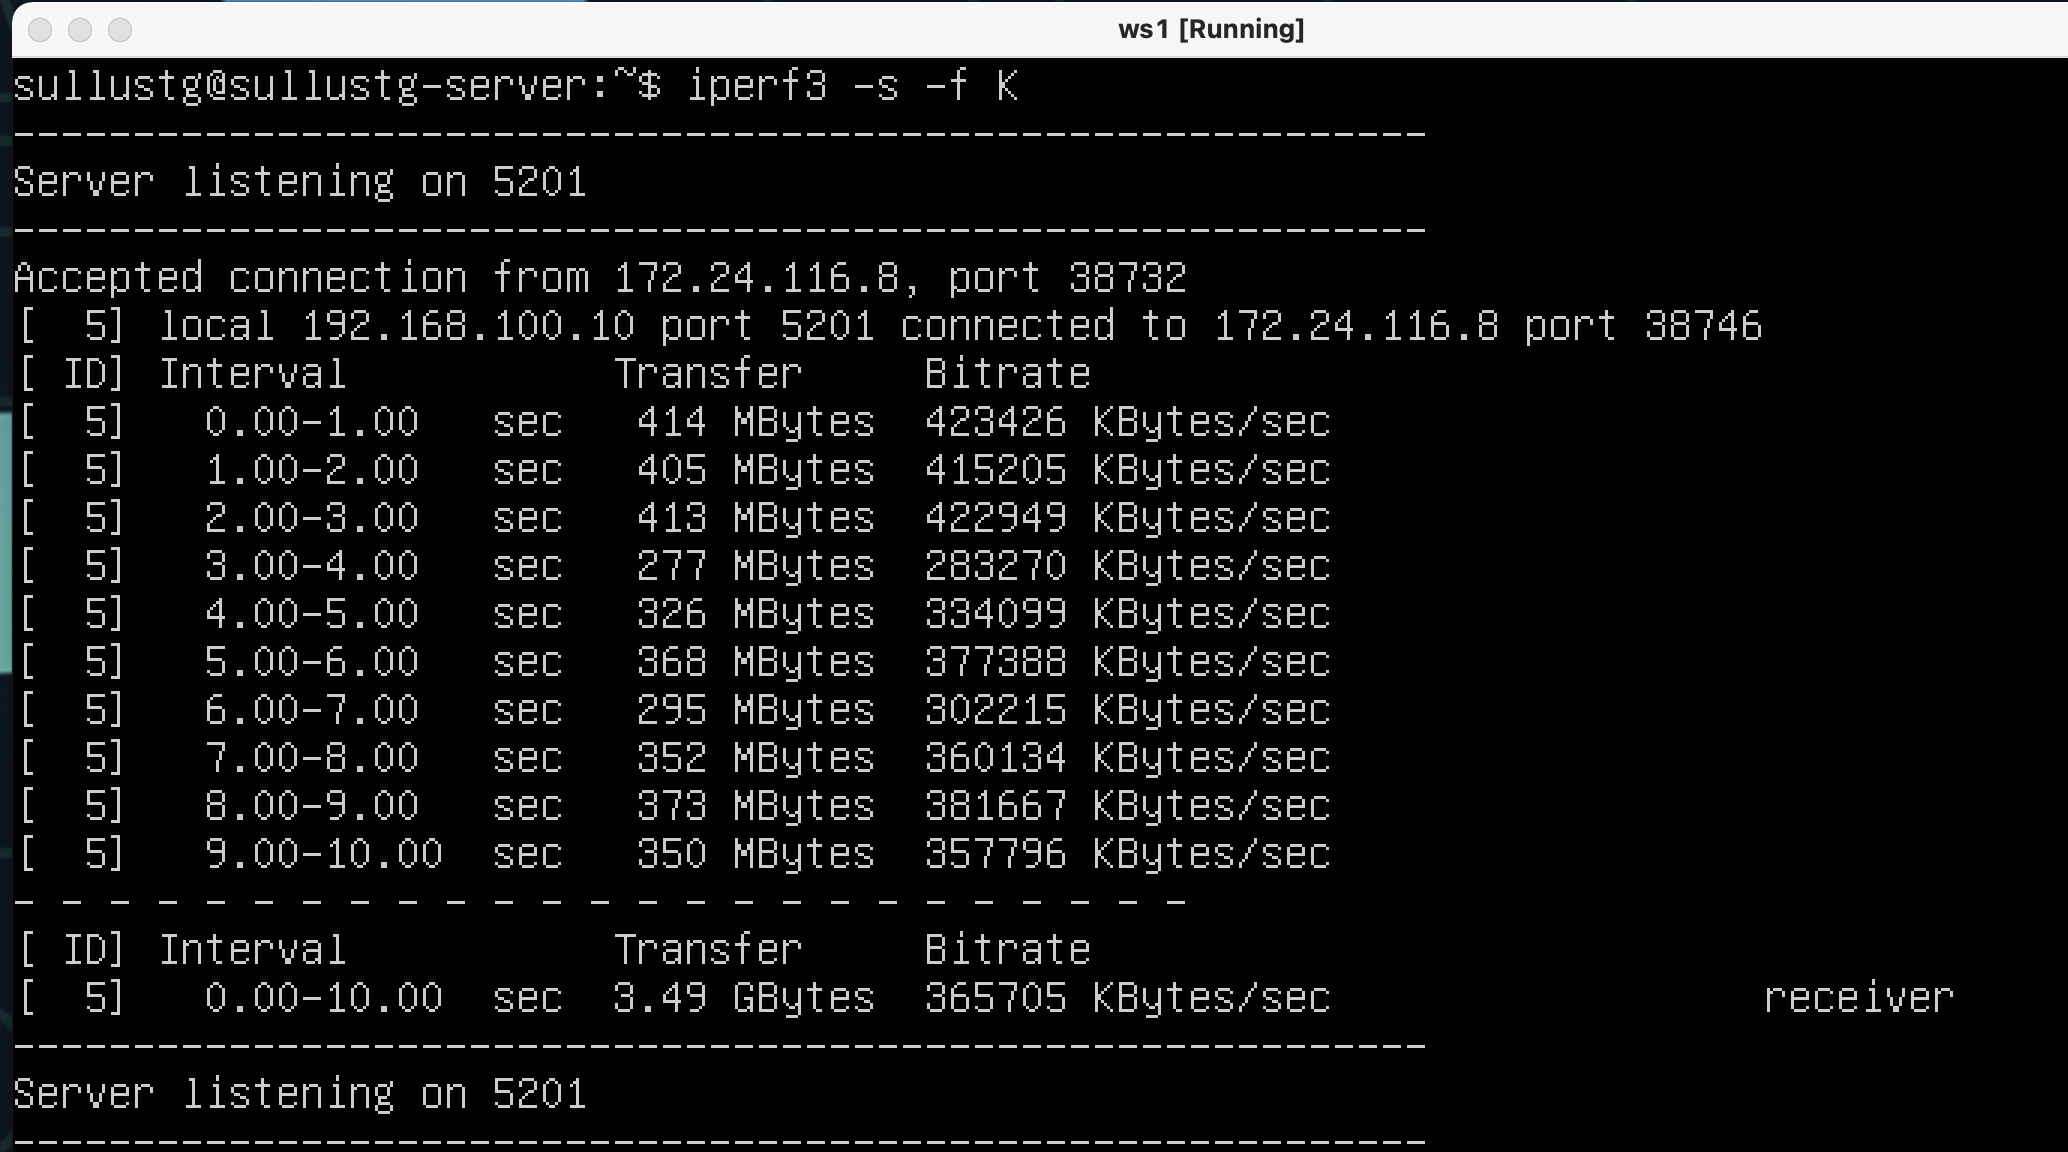 ws1 [Running]
sullustg@sullustg-server:~$ iperf3 -s -f K
-----------------------------------------------------------
Server listening on 5201
-----------------------------------------------------------
Accepted connection from 172.24.116.8, port 38732
[  5] local 192.168.100.10 port 5201 connected to 172.24.116.8 port 38746
[ ID] Interval           Transfer     Bitrate
[  5]   0.00-1.00   sec   414 MBytes  423426 KBytes/sec
[  5]   1.00-2.00   sec   405 MBytes  415205 KBytes/sec
[  5]   2.00-3.00   sec   413 MBytes  422949 KBytes/sec
[  5]   3.00-4.00   sec   277 MBytes  283270 KBytes/sec
[  5]   4.00-5.00   sec   326 MBytes  334099 KBytes/sec
[  5]   5.00-6.00   sec   368 MBytes  377388 KBytes/sec
[  5]   6.00-7.00   sec   295 MBytes  302215 KBytes/sec
[  5]   7.00-8.00   sec   352 MBytes  360134 KBytes/sec
[  5]   8.00-9.00   sec   373 MBytes  381667 KBytes/sec
[  5]   9.00-10.00  sec   350 MBytes  357796 KBytes/sec
- - - - - - - - - - - - - - - - - - - - - - - - -
[ ID] Interval           Transfer     Bitrate
[  5]   0.00-10.00  sec  3.49 GBytes  365705 KBytes/sec                  receiver
-----------------------------------------------------------
Server listening on 5201
-----------------------------------------------------------